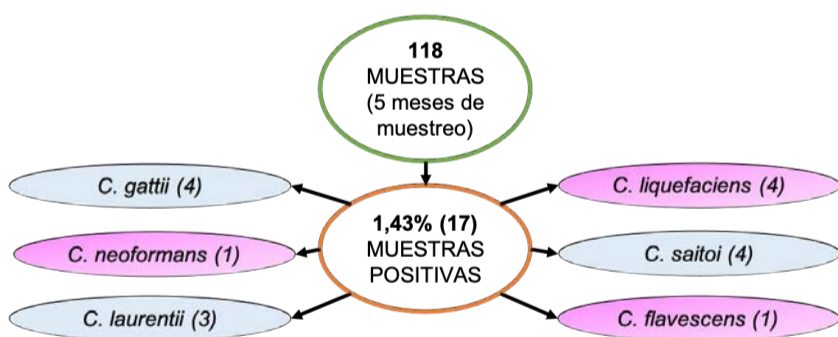 118
MUESTRAS
(5 meses de
muestreo)
C. gattii (4)
C. liquefaciens (4)
1,43% (17)
MUESTRAS
POSITIVAS
C. neoformans (1)
C. saitoi (4)
C. laurentii (3)
C. flavescens (1)